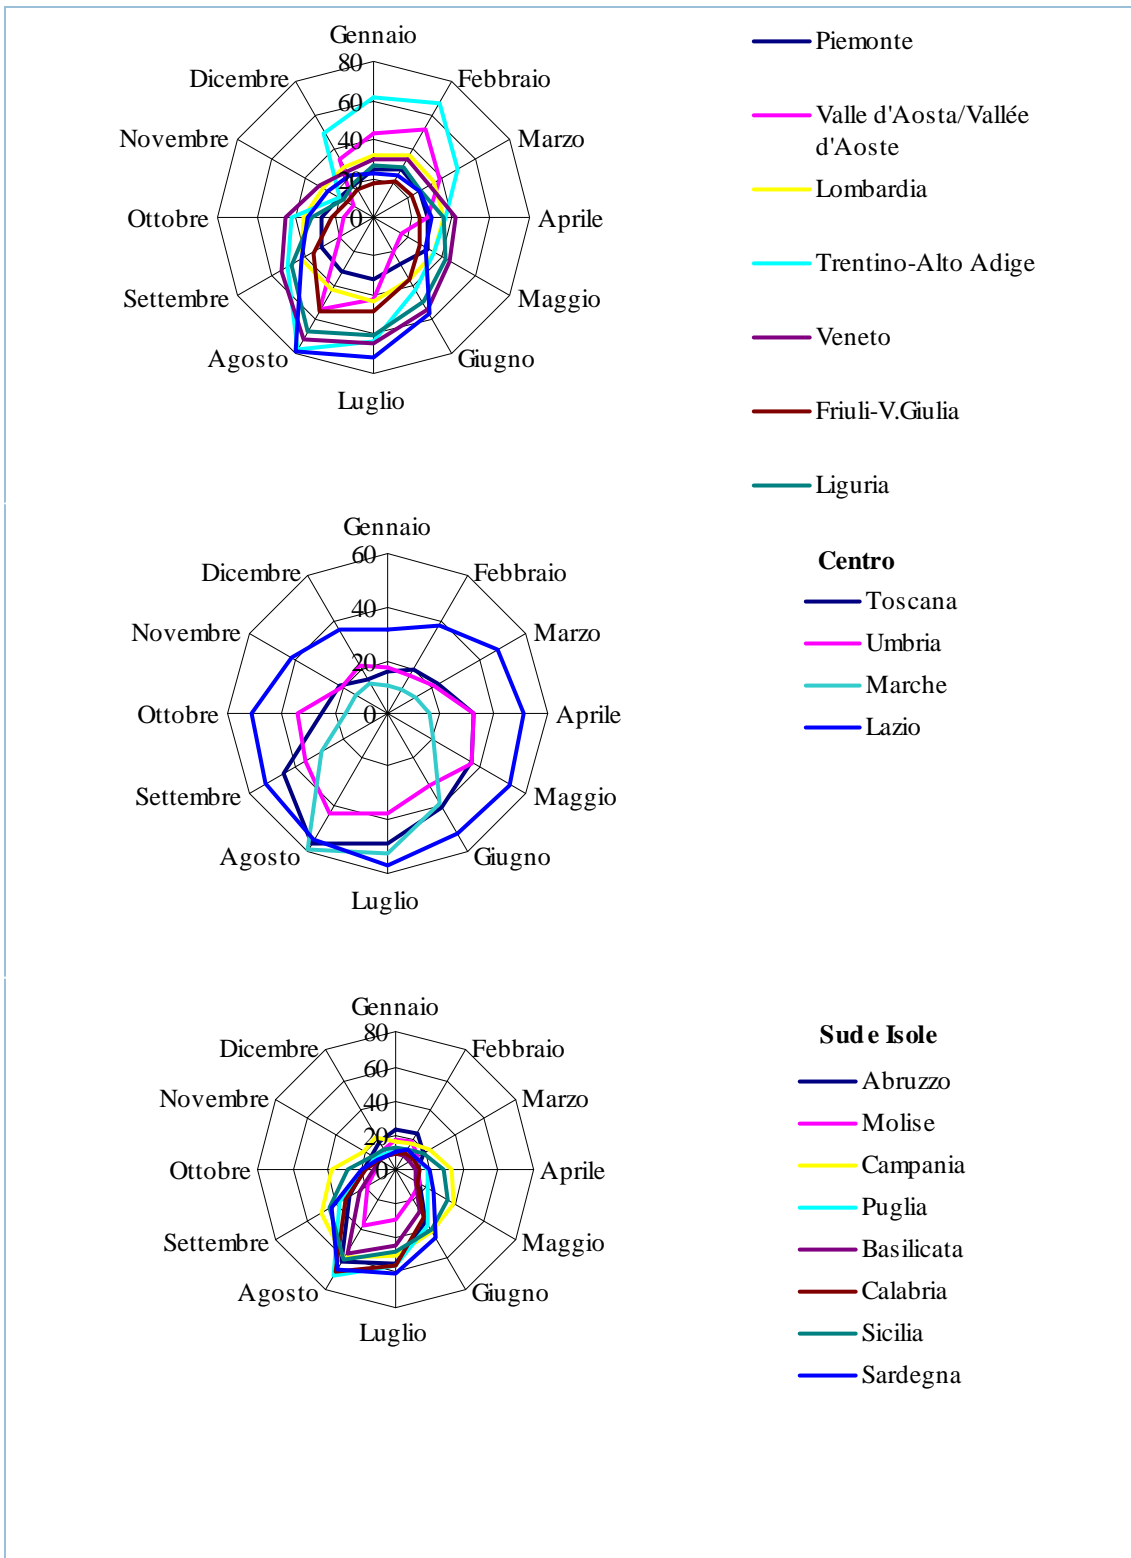 Gennaio
80
Dicembre
Febbraio
60
Novembre
Marzo
40
20
Ottobre
0
Aprile
Settembre
Maggio
Agosto
Giugno
Luglio
Piemonte
Valle d'Aosta/Vallée
d'Aoste
Lombardia
Trentino-Alto Adige
Veneto
Friuli-V.Giulia
Liguria
Gennaio
60
Dicembre
Febbraio
40
Novembre
Marzo
20
Ottobre
0
Aprile
Settembre
Maggio
Agosto
Giugno
Luglio
Centro
Toscana
Umbria
Marche
Lazio
Gennaio
80
Dicembre
Febbraio
60
Novembre
Marzo
40
20
Ottobre
0
Aprile
Settembre
Maggio
Agosto
Giugno
Luglio
Sud e Isole
Abruzzo
Molise
Campania
Puglia
Basilicata
Calabria
Sicilia
Sardegna